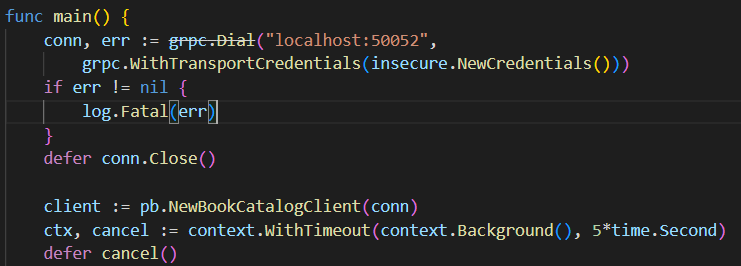 func main() {
    conn, err := grpc.Dial("localhost:50052",
        grpc.WithTransportCredentials(insecure.NewCredentials()))
    if err != nil {
        log.Fatal(err)
    }
    defer conn.Close()

    client := pb.NewBookCatalogClient(conn)
    ctx, cancel := context.WithTimeout(context.Background(), 5*time.Second)
    defer cancel()